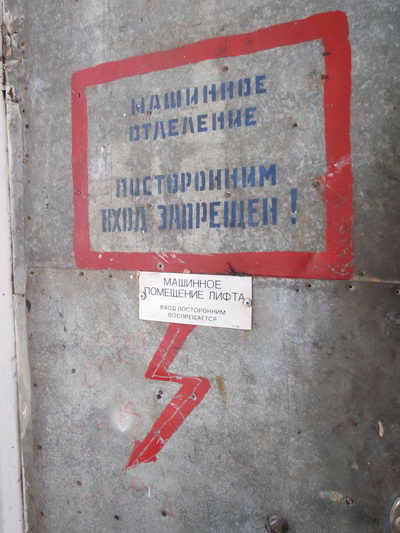 МАШИННОЕ
ОТДЕЛЕНИЕ
ПОСТОРОННИМ
ВХОД ЗАПРЕЩЕН !
МАШИННОЕ
ПОМЕЩЕНИЕ ЛИФТА
ВХОД ПОСТОРОННИМ
ВОСПРЕЩАЕТСЯ